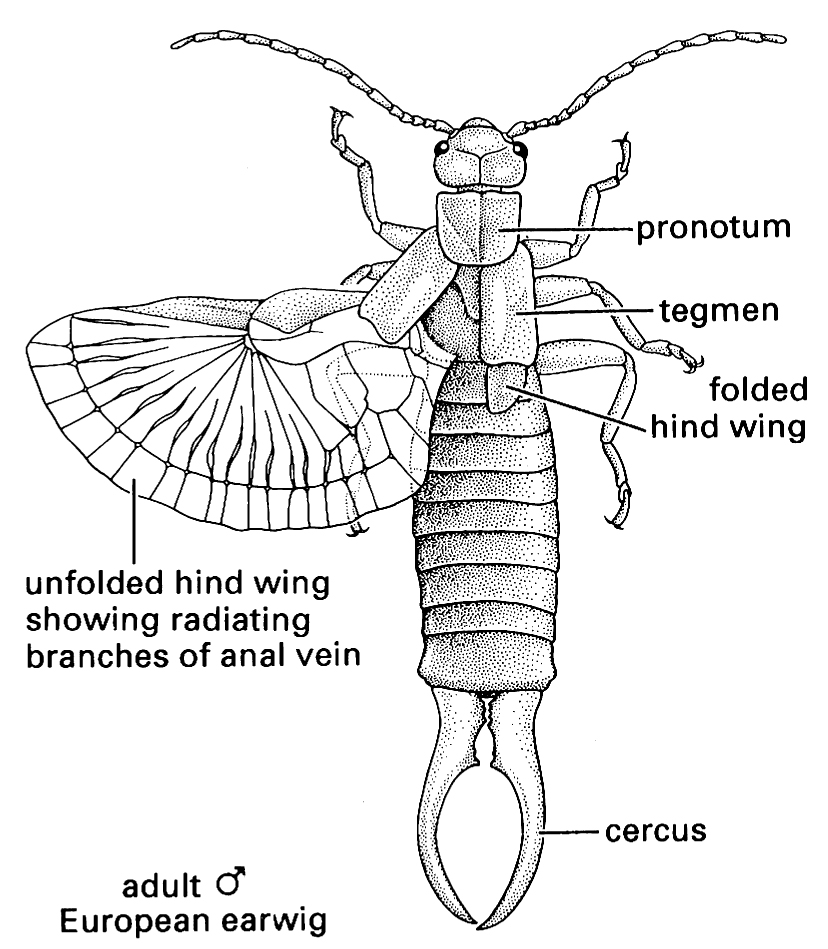 pronotum
tegmen
folded
hind wing
unfolded hind wing
showing radiating
branches of anal vein
cercus
adult ♂
European earwig